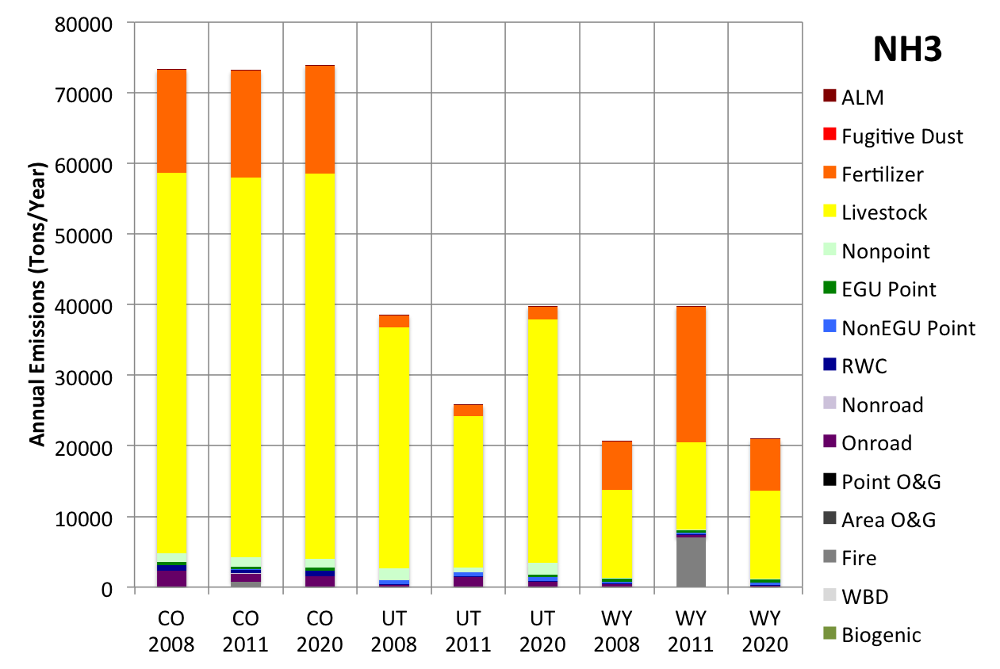 NH3
80000
70000
60000
50000
40000
30000
20000
10000
0
Annual Emissions (Tons/Year)
CO
2008
CO
2011
CO
2020
UT
2008
UT
2011
UT
2020
WY
2008
WY
2011
WY
2020
ALM
Fugitive Dust
Fertilizer
Livestock
Nonpoint
EGU Point
NonEGU Point
RWC
Nonroad
Onroad
Point O&G
Area O&G
Fire
WBD
Biogenic